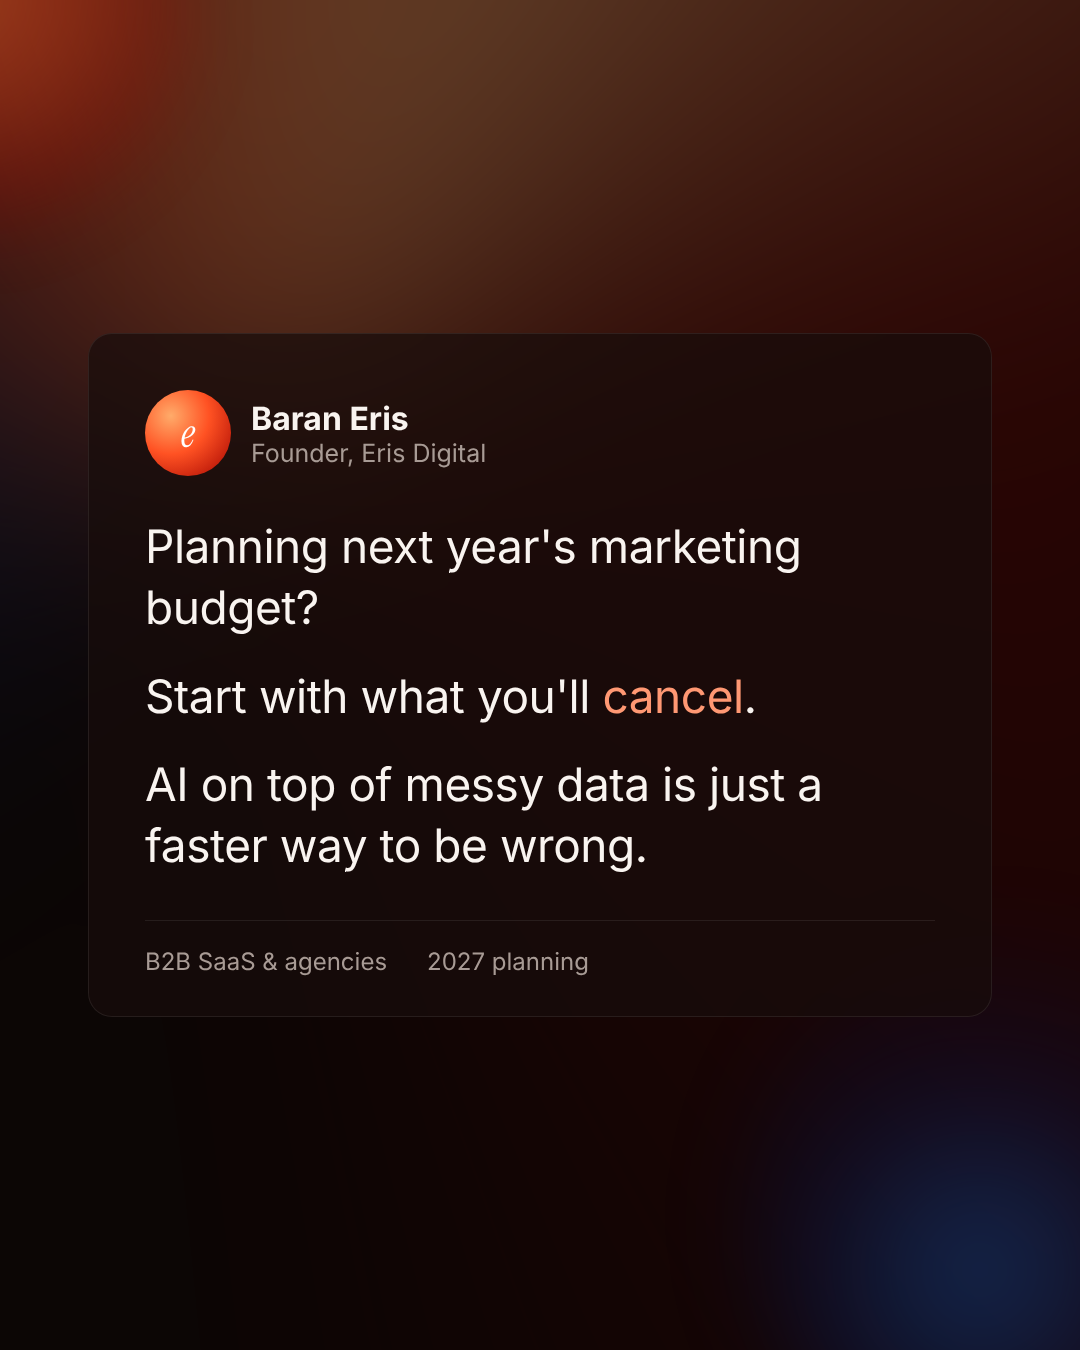 e
Baran Eris
Founder, Eris Digital
Planning next year's marketing
budget?
Start with what you'll cancel.
AI on top of messy data is just a
faster way to be wrong.
B2B SaaS & agencies 2027 planning